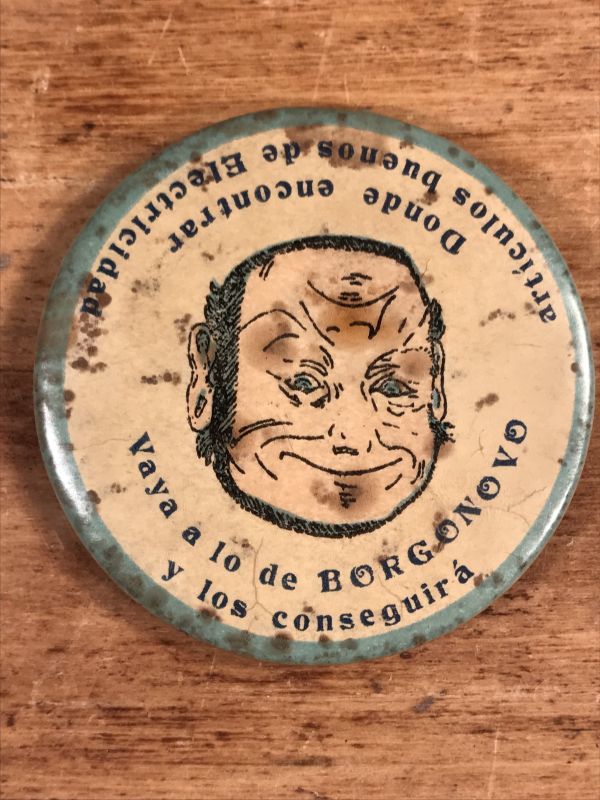 Donde encontrar
artículos buenos de Electricidad
Vaya a lo de BORGONOVO
y los conseguirá